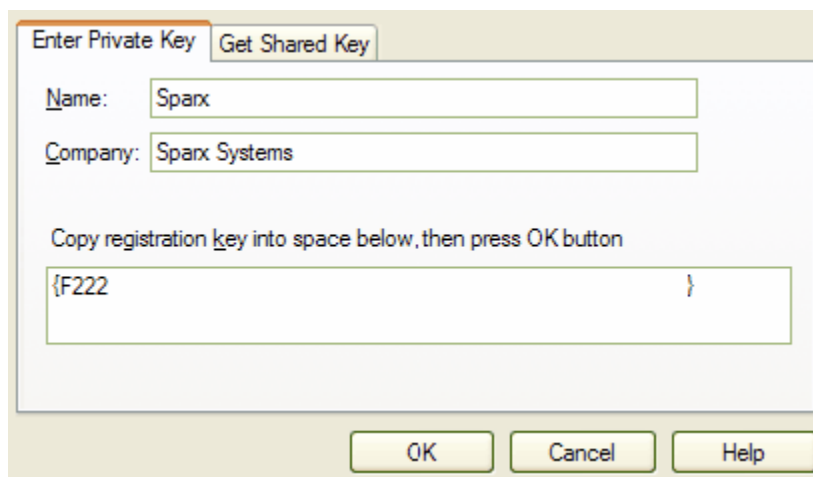 Enter Private Key Get Shared Key
Name: Sparx
Company: Sparx Systems
Copy registration key into space below, then press OK button
{F222 }
OK Cancel Help